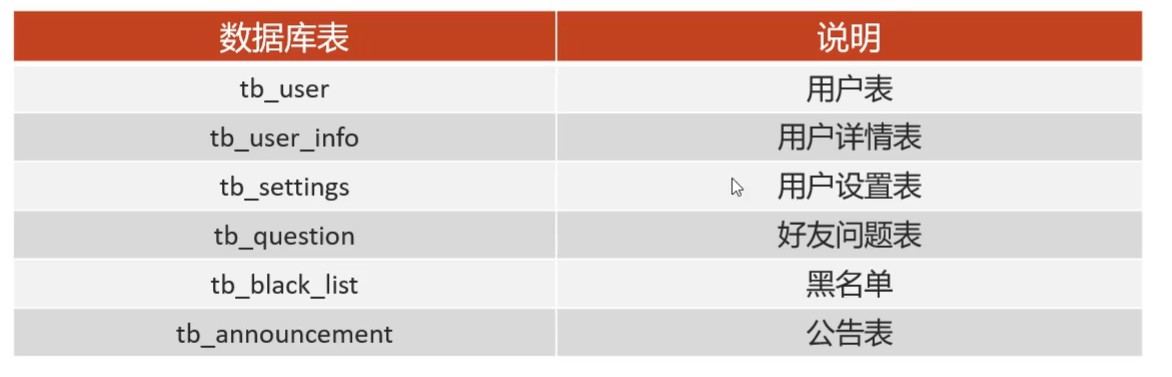 数据库表 说明
tb_user 用户表
tb_user_info 用户详情表
tb_settings 用户设置表
tb_question 好友问题表
tb_black_list 黑名单
tb_announcement 公告表